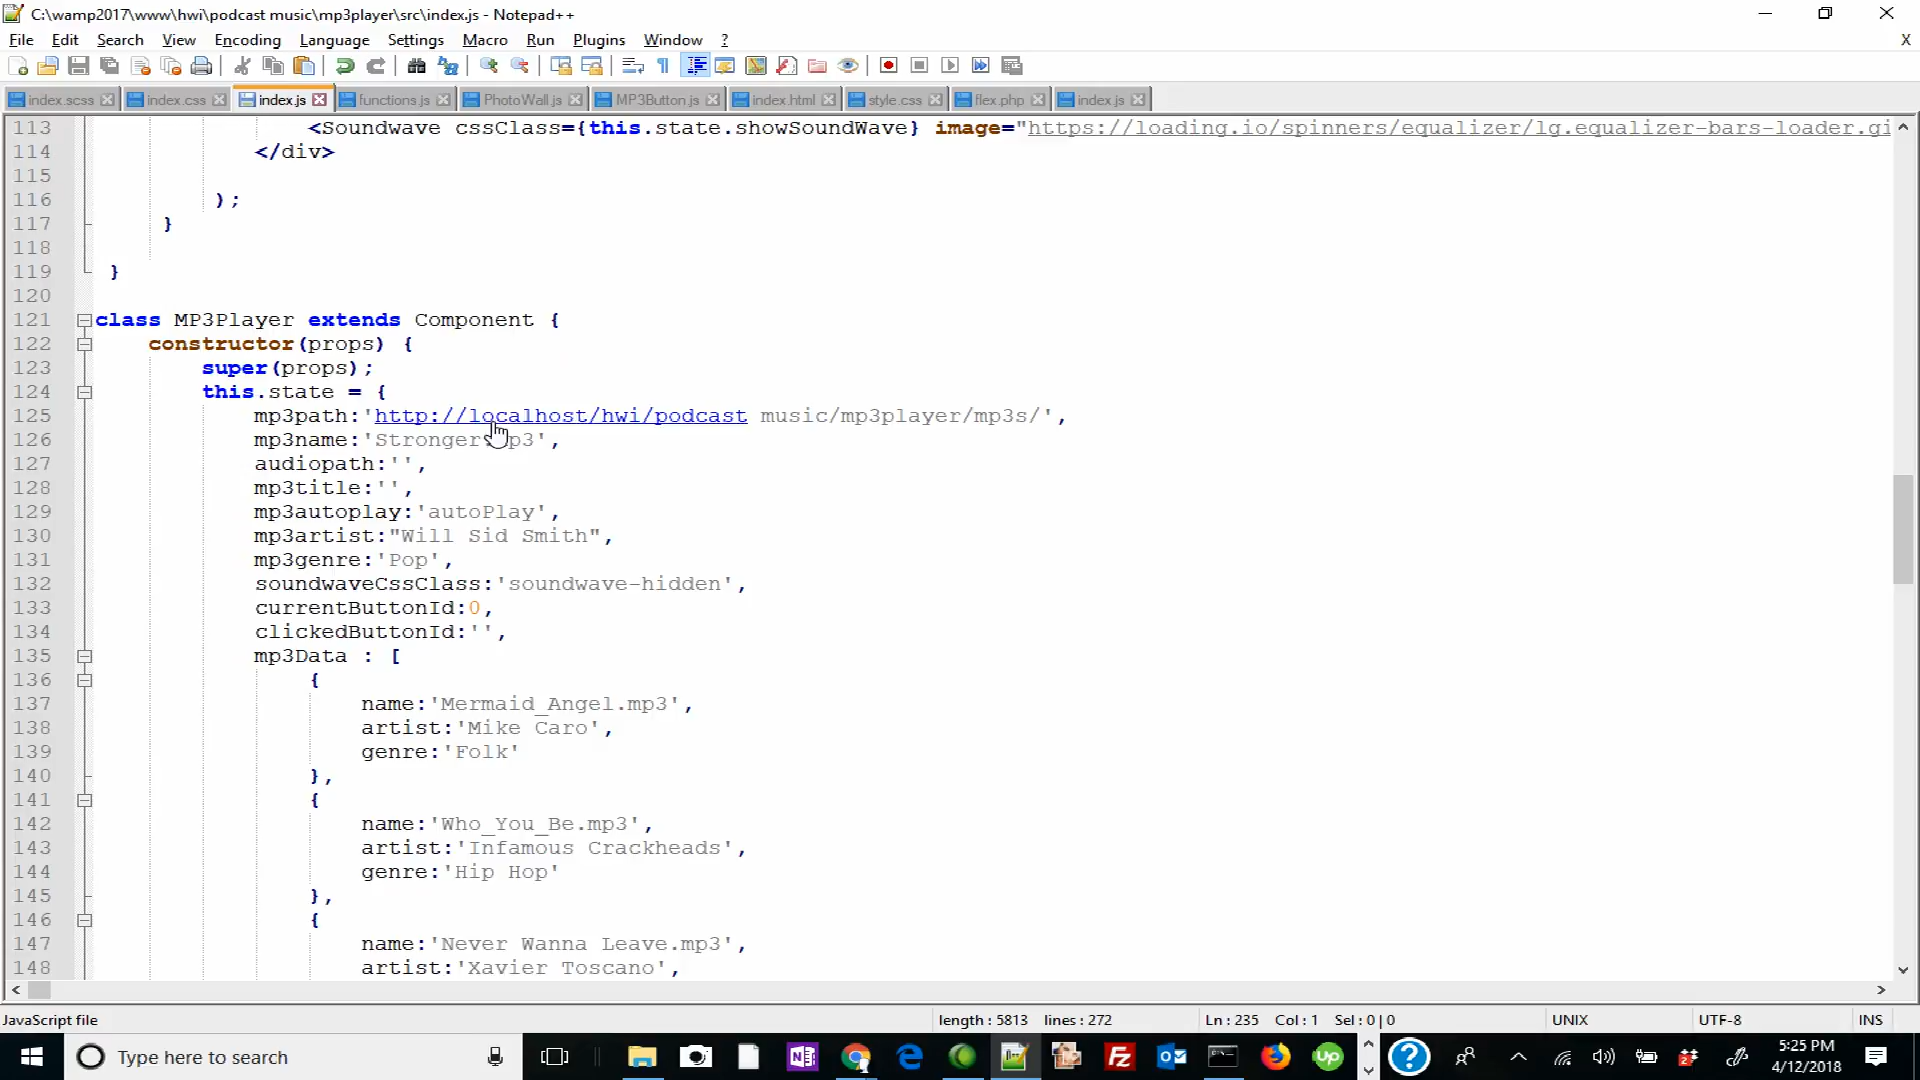 C:\wamp2017\www\hwi\podcast music\mp3player\src\index.js - Notepad++
File Edit Search View Encoding Language Settings Macro Run Plugins Window ? X
index.scss index.css index.js functions.js PhotoWall.js MP3Button.js index.html style.css flex.php index.js
113 <Soundwave cssClass={this.state.showSoundWave} image="https://loading.io/spinners/equalizer/lg.equalizer-bars-loader.gi
114 </div>
115
116 );
117 }
118
119 }
120
121 class MP3Player extends Component {
122 constructor(props) {
123 super(props);
124 this.state = {
125 mp3path:'http://localhost/hwi/podcast music/mp3player/mp3s/',
126 mp3name:'Stronger.mp3',
127 audiopath:'',
128 mp3title:'',
129 mp3autoplay:'autoPlay',
130 mp3artist:"Will Sid Smith",
131 mp3genre:'Pop',
132 soundwaveCssClass:'soundwave-hidden',
133 currentButtonId:0,
134 clickedButtonId:'',
135 mp3Data : [
136 {
137 name:'Mermaid_Angel.mp3',
138 artist:'Mike Caro',
139 genre:'Folk'
140 },
141 {
142 name:'Who_You_Be.mp3',
143 artist:'Infamous Crackheads',
144 genre:'Hip Hop'
145 },
146 {
147 name:'Never Wanna Leave.mp3',
148 artist:'Xavier Toscano',
JavaScript file length : 5813 lines : 272 Ln : 235 Col : 1 Sel : 0 | 0 UNIX UTF-8 INS
Type here to search
5:25 PM
4/12/2018